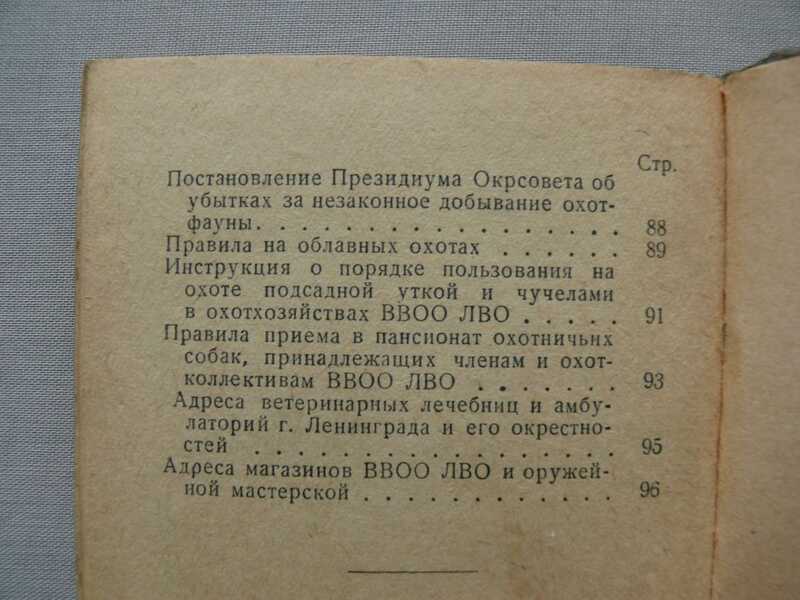 Стр.
Постановление Президиума Окрсовета об
убытках за незаконное добывание охот-
фауны. . . . . . . . . . . . . . . . . . 88
Правила на облавных охотах . . . . . . 89
Инструкция о порядке пользования на
охоте подсадной уткой и чучелами
в охотхозяйствах ВВОО ЛВО . . . . . 91
Правила приема в пансионат охотничьих
собак, принадлежащих членам и охот-
коллективам ВВОО ЛВО . . . . . . . 93
Адреса ветеринарных лечебниц и амбу-
латорий г. Ленинграда и его окрестно-
стей . . . . . . . . . . . . . . . . . 95
Адреса магазинов ВВОО ЛВО и оружей-
ной мастерской . . . . . . . . . . . . 96